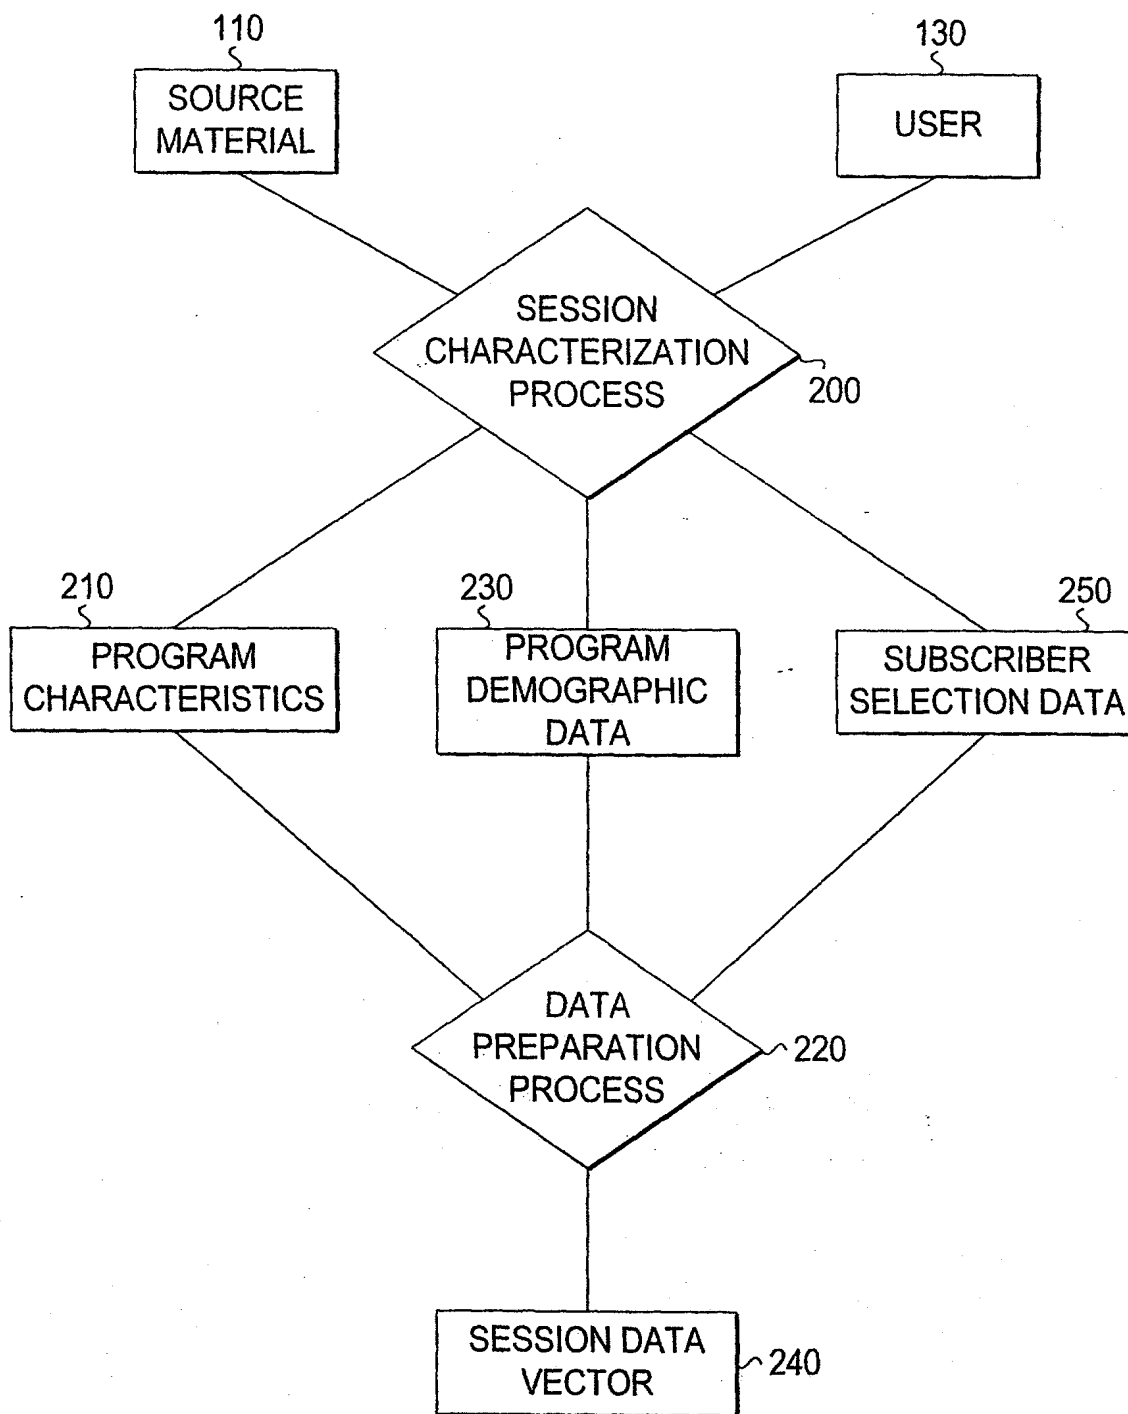 110
130
SOURCE
MATERIAL
USER
SESSION
CHARACTERIZATION
PROCESS
200
210
230
250
PROGRAM
CHARACTERISTICS
PROGRAM
DEMOGRAPHIC
DATA
SUBSCRIBER
SELECTION DATA
DATA
PREPARATION
PROCESS
220
SESSION DATA
VECTOR
240